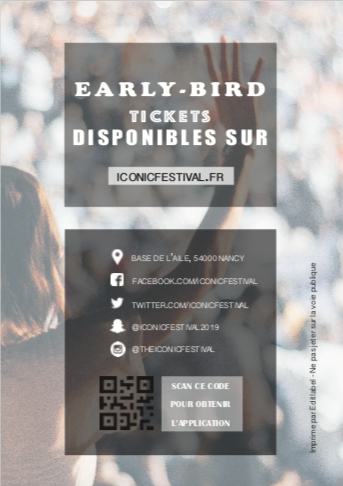 EARLY-BIRD
TICKETS
DISPONIBLES SUR
ICONICFESTIVAL.FR
BASE DE L'AILE, 54000 NANCY
FACEBOOK.COM/ICONICFESTIVAL
TWITTER.COM/ICONICFESTIVAL
@ICONICFESTIVAL2019
@THEICONICFESTIVAL
SCAN CE CODE
POUR OBTENIR
L'APPLICATION
Imprimé par Editlabel - Ne pas jeter sur la voie publique